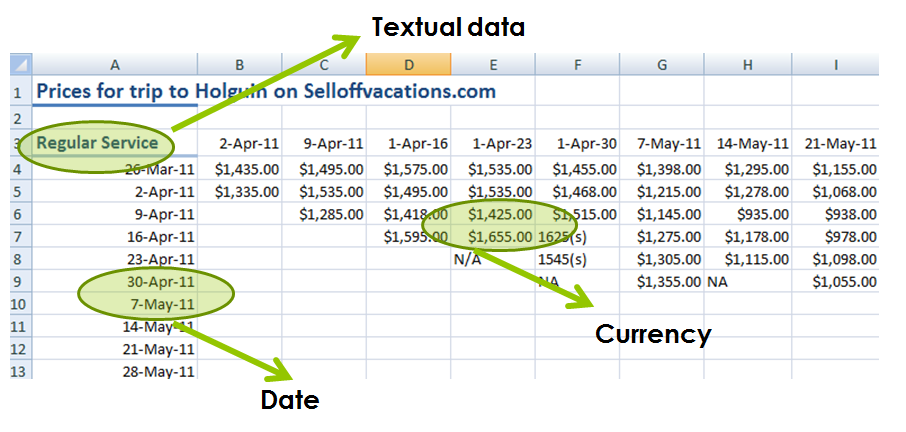 Textual data
A B C D E F G H I
1 Prices for trip to Holguin on Selloffvacations.com
2
3 Regular Service 2-Apr-11 9-Apr-11 1-Apr-16 1-Apr-23 1-Apr-30 7-May-11 14-May-11 21-May-11
4 26-Mar-11 $1,435.00 $1,495.00 $1,575.00 $1,535.00 $1,455.00 $1,398.00 $1,295.00 $1,155.00
5 2-Apr-11 $1,335.00 $1,535.00 $1,495.00 $1,535.00 $1,468.00 $1,215.00 $1,278.00 $1,068.00
6 9-Apr-11 $1,285.00 $1,418.00 $1,425.00 $1,515.00 $1,145.00 $935.00 $938.00
7 16-Apr-11 $1,595.00 $1,655.00 1625(s) $1,275.00 $1,178.00 $978.00
8 23-Apr-11 N/A 1545(s) $1,305.00 $1,115.00 $1,098.00
9 30-Apr-11 NA $1,355.00 NA $1,055.00
10 7-May-11
11 14-May-11
12 21-May-11
13 28-May-11
Currency
Date